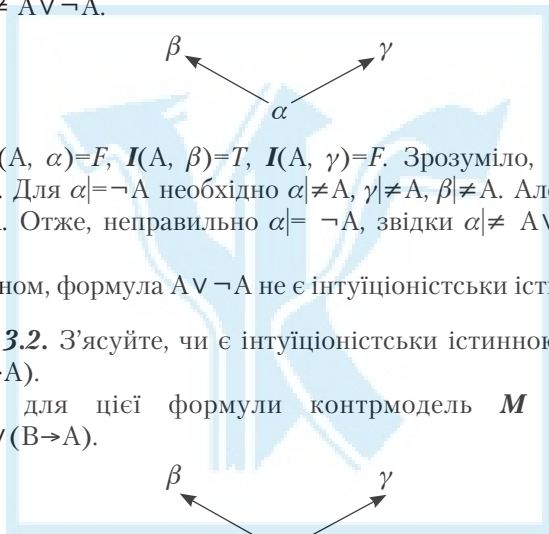 ≠ A∨¬A.
β γ
α
(A, α)=F, I(A, β)=T, I(A, γ)=F. Зрозуміло,
. Для α|=¬A необхідно α|≠A, γ|≠A, β|≠A. Але
. Отже, неправильно α|= ¬A, звідки α|≠ A∨
ном, формула A∨¬A не є інтуїціоністськи іст
3.2. З’ясуйте, чи є інтуїціоністськи істинною
→A).
для цієї формули контрмодель M
∨(B→A).
β γ